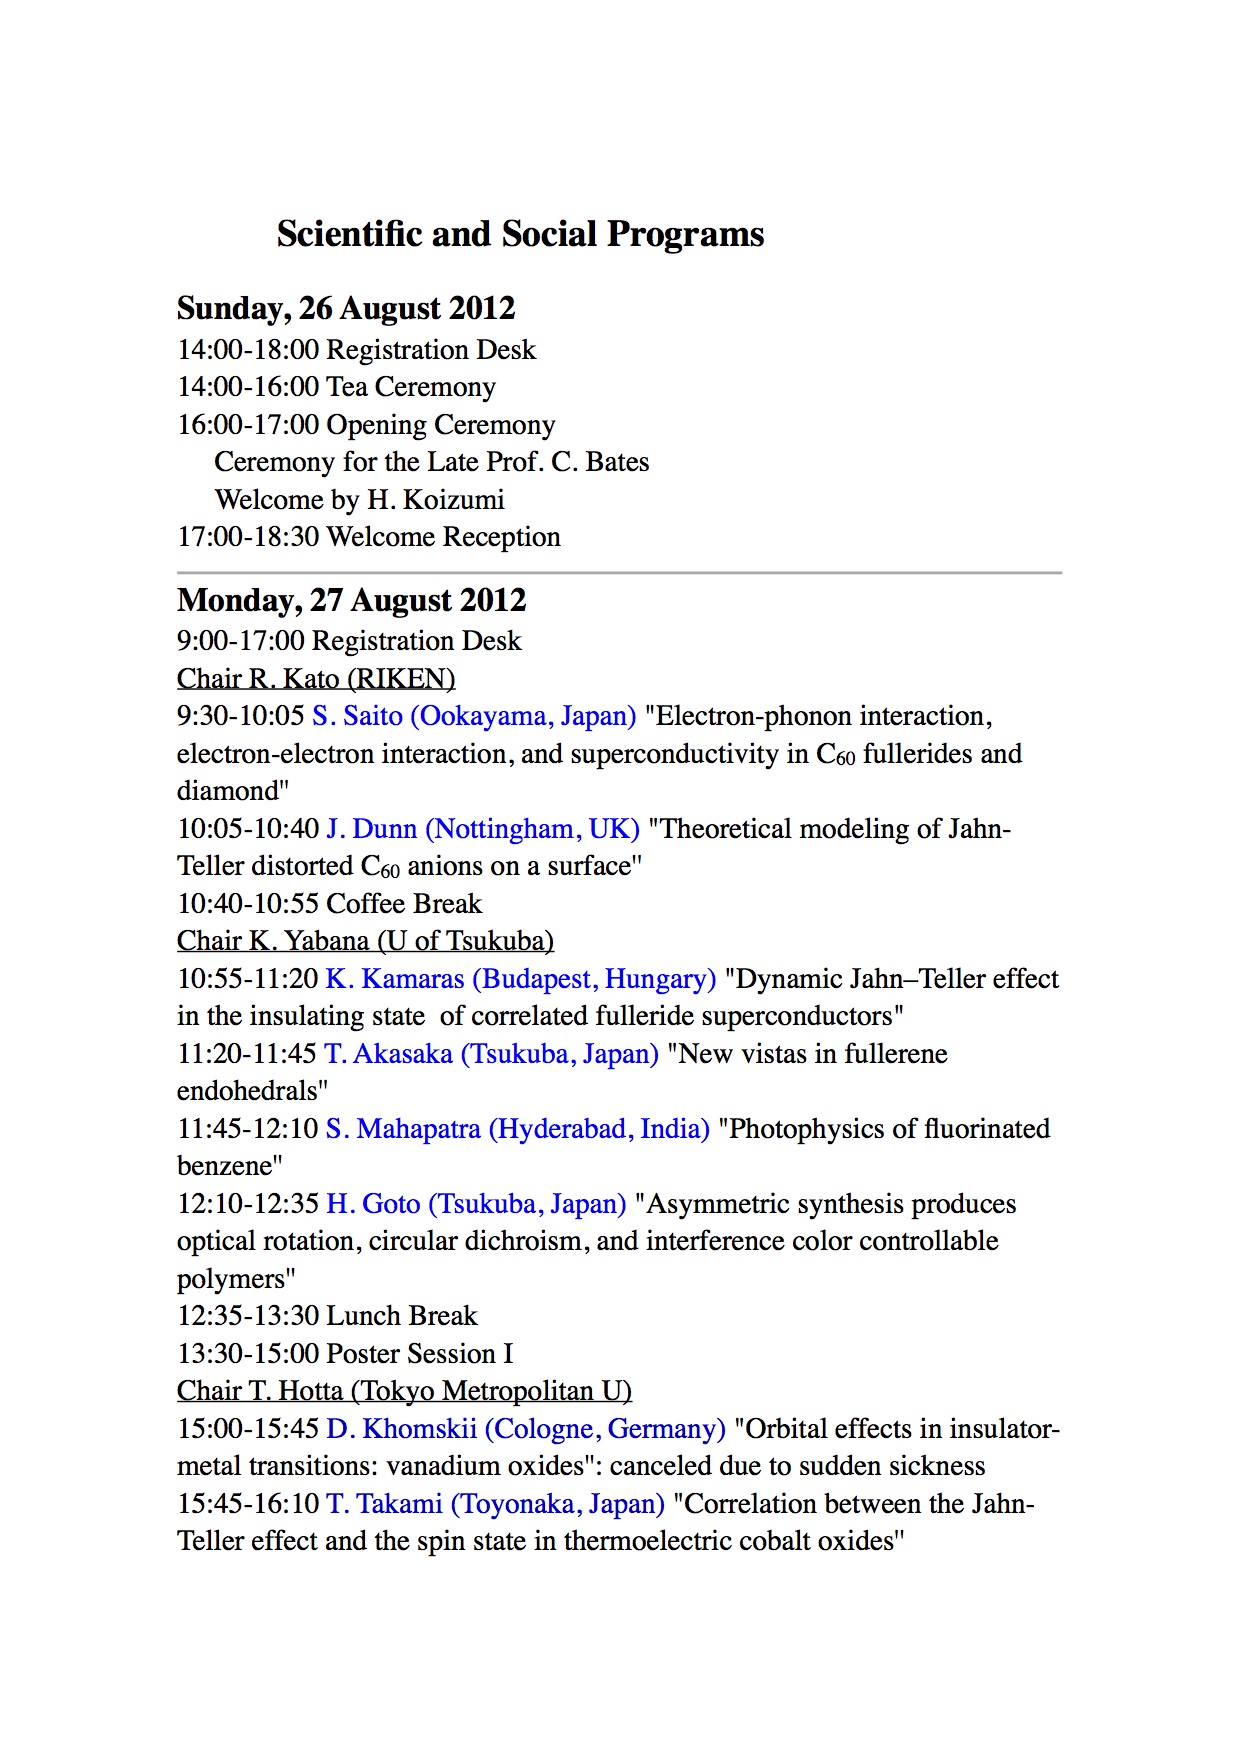 Scientific and Social Programs
Sunday, 26 August 2012
14:00-18:00 Registration Desk
14:00-16:00 Tea Ceremony
16:00-17:00 Opening Ceremony
Ceremony for the Late Prof. C. Bates
Welcome by H. Koizumi
17:00-18:30 Welcome Reception
Monday, 27 August 2012
9:00-17:00 Registration Desk
Chair R. Kato (RIKEN)
9:30-10:05 S. Saito (Ookayama, Japan) "Electron-phonon interaction,
electron-electron interaction, and superconductivity in C60 fullerides and
diamond"
10:05-10:40 J. Dunn (Nottingham, UK) "Theoretical modeling of Jahn-
Teller distorted C60 anions on a surface"
10:40-10:55 Coffee Break
Chair K. Yabana (U of Tsukuba)
10:55-11:20 K. Kamaras (Budapest, Hungary) "Dynamic Jahn–Teller effect
in the insulating state  of correlated fulleride superconductors"
11:20-11:45 T. Akasaka (Tsukuba, Japan) "New vistas in fullerene
endohedrals"
11:45-12:10 S. Mahapatra (Hyderabad, India) "Photophysics of fluorinated
benzene"
12:10-12:35 H. Goto (Tsukuba, Japan) "Asymmetric synthesis produces
optical rotation, circular dichroism, and interference color controllable
polymers"
12:35-13:30 Lunch Break
13:30-15:00 Poster Session I
Chair T. Hotta (Tokyo Metropolitan U)
15:00-15:45 D. Khomskii (Cologne, Germany) "Orbital effects in insulator-
metal transitions: vanadium oxides": canceled due to sudden sickness
15:45-16:10 T. Takami (Toyonaka, Japan) "Correlation between the Jahn-
Teller effect and the spin state in thermoelectric cobalt oxides"